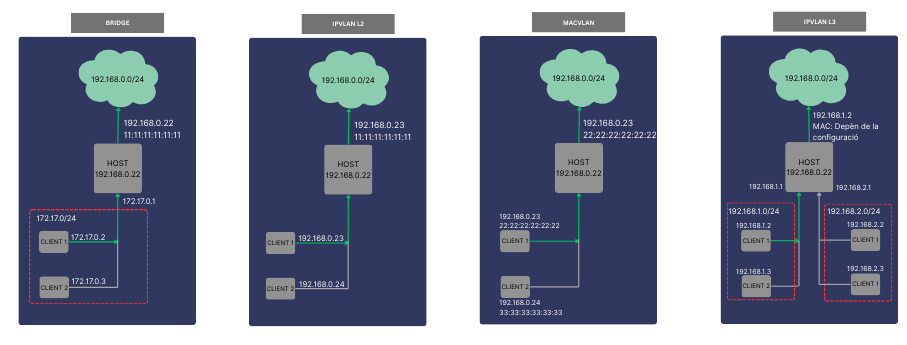 BRIDGE
192.168.0.0/24
192.168.0.22
11:11:11:11:11:11
HOST
192.168.0.22
172.17.0.1
172.17.0/24
CLIENT 1
172.17.0.2
CLIENT 2
172.17.0.3
IPVLAN L2
192.168.0.0/24
192.168.0.23
11:11:11:11:11:11
HOST
192.168.0.22
CLIENT 1
192.168.0.23
CLIENT 2
192.168.0.24
MACVLAN
192.168.0.0/24
192.168.0.23
22:22:22:22:22:22
HOST
192.168.0.22
192.168.0.23
22:22:22:22:22:22
CLIENT 1
CLIENT 2
192.168.0.24
33:33:33:33:33:33
IPVLAN L3
192.168.0.0/24
192.168.1.2
MAC: Depèn de la
configuració
HOST
192.168.0.22
192.168.1.1
192.168.2.1
192.168.1.0/24
192.168.1.2
CLIENT 1
192.168.1.3
CLIENT 2
192.168.2.0/24
192.168.2.2
CLIENT 1
192.168.2.3
CLIENT 1